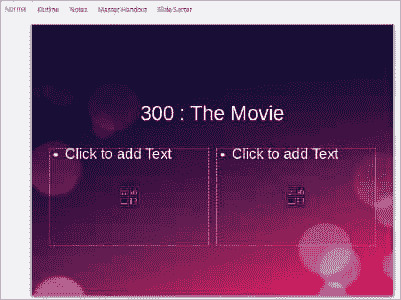 Normal Outline Notes Master Handout Slide Sorter
300 : The Movie
Click to add Text
Click to add Text